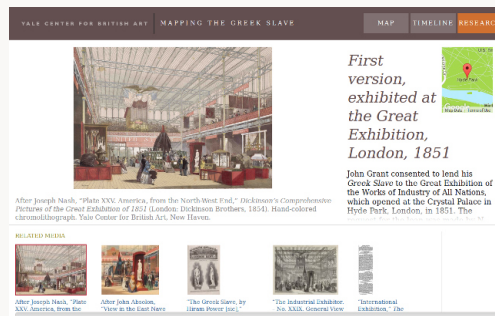 YALE CENTER FOR BRITISH ART | MAPPING THE GREEK SLAVE
MAP
TIMELINE
RESEARC
First
version,
exhibited at
the Great
Exhibition,
London, 1851
Hyde Park
John Grant consented to lend his
Greek Slave to the Great Exhibition of
the Works of Industry of All Nations,
which opened at the Crystal Palace in
Hyde Park, London, in 1851. The
After Joseph Nash, "Plate XXV. America, from the North-West End," Dickinson's Comprehensive
Pictures of the Great Exhibition of 1851 (London: Dickinson Brothers, 1854). Hand-colored
chromolithograph. Yale Center for British Art, New Haven.
RELATED MEDIA
After Joseph Nash, "Plate
XXV. America, from the
After John Absolon,
"View in the East Nave
"The Greek Slave, by
Hiram Power [sic],"
"The Industrial Exhibitor.
- No. XXIX. General View
"International
Exhibition," The